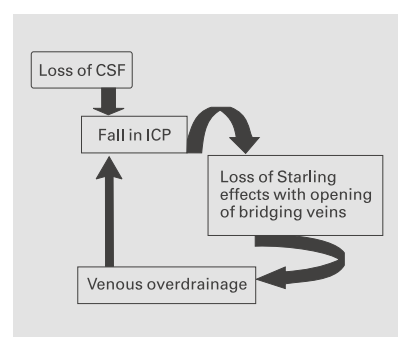 Loss of CSF
Fall in ICP
Loss of Starling
effects with opening
of bridging veins
Venous overdrainage